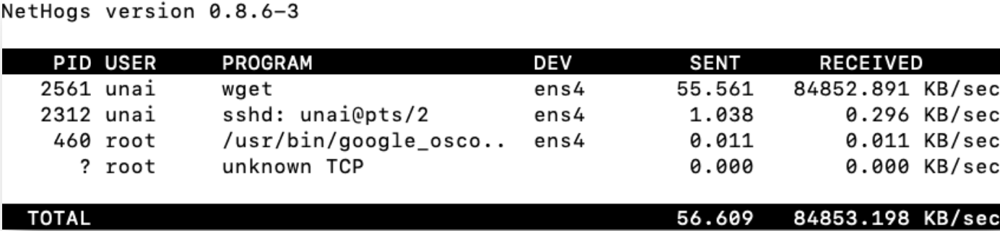 NetHogs version 0.8.6-3
PID USER PROGRAM DEV SENT RECEIVED
2561 unai wget ens4 55.561 84852.891 KB/sec
2312 unai sshd: unai@pts/2 ens4 1.038 0.296 KB/sec
460 root /usr/bin/google_osco.. ens4 0.011 0.011 KB/sec
? root unknown TCP 0.000 0.000 KB/sec
TOTAL 56.609 84853.198 KB/sec